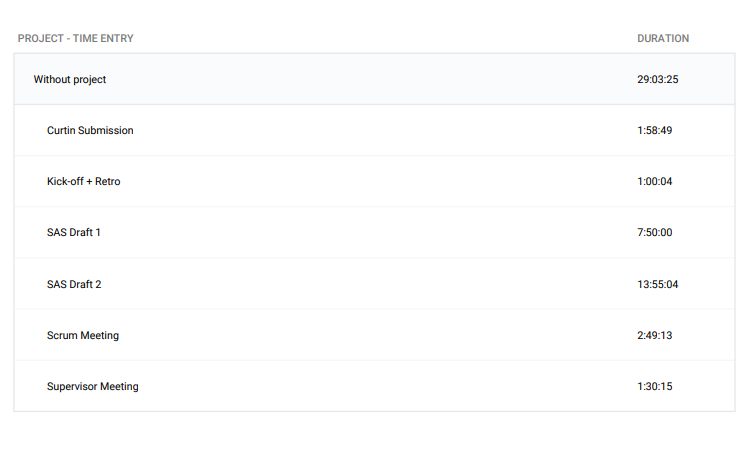 PROJECT - TIME ENTRY DURATION
Without project 29:03:25
Curtin Submission 1:58:49
Kick-off + Retro 1:00:04
SAS Draft 1 7:50:00
SAS Draft 2 13:55:04
Scrum Meeting 2:49:13
Supervisor Meeting 1:30:15